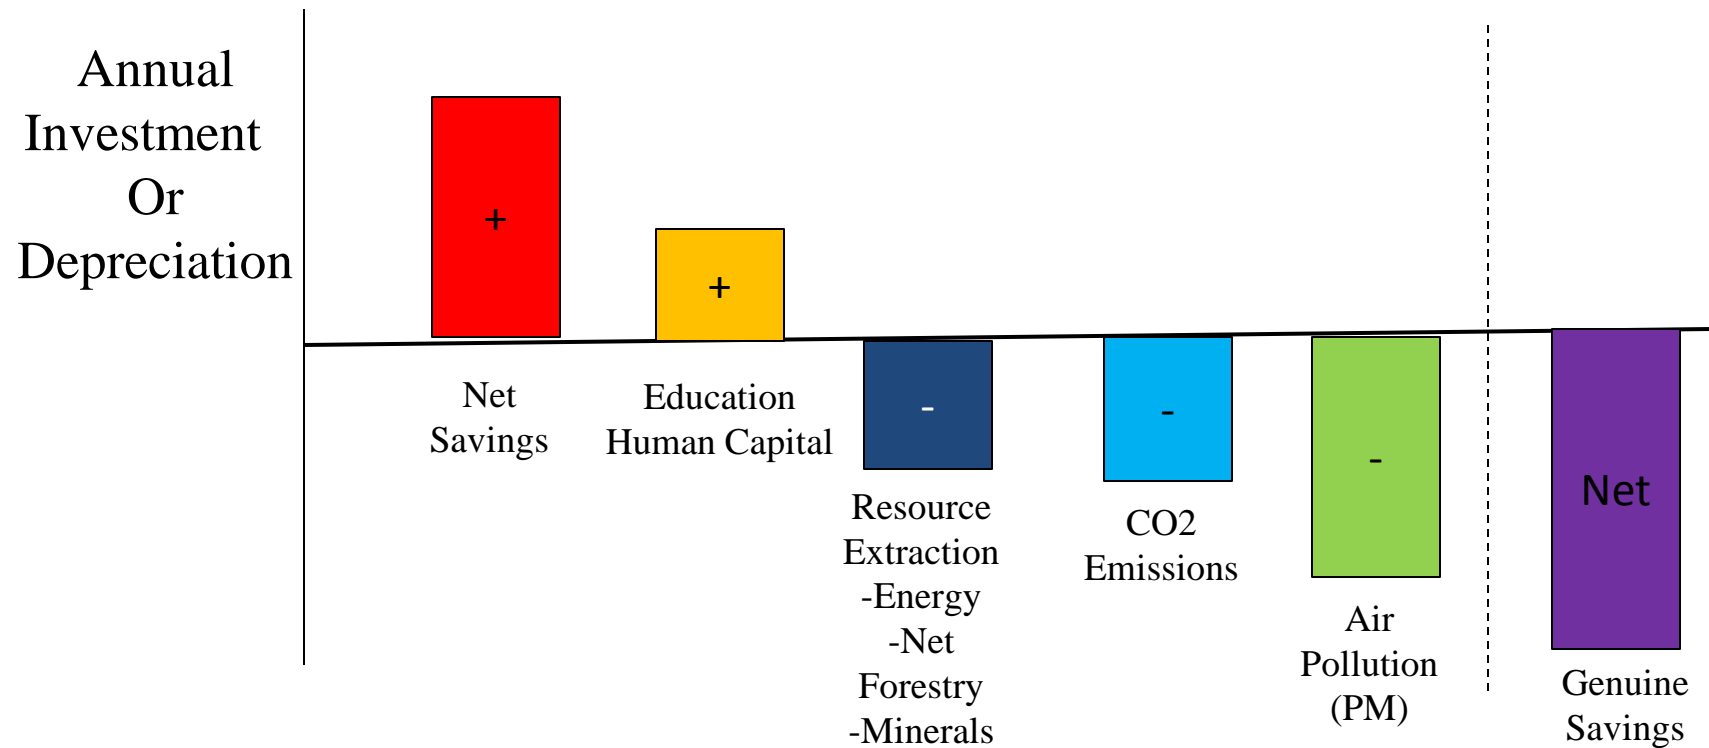 Annual
Investment
Or
Depreciation
+
+
-
-
-
Net
Net
Savings
Education
Human Capital
Resource
Extraction
-Energy
-Net
Forestry
-Minerals
CO2
Emissions
Air
Pollution
(PM)
Genuine
Savings